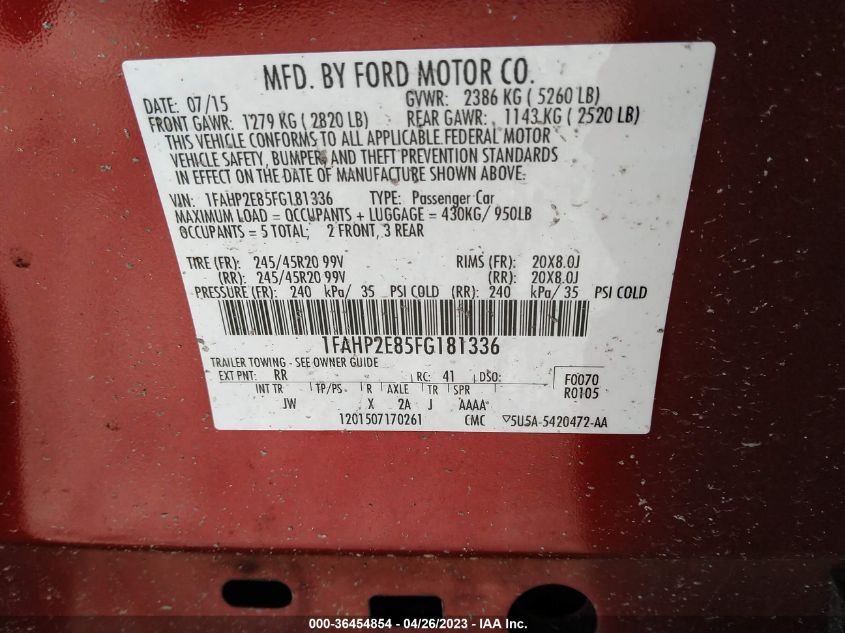 MFD. BY FORD MOTOR CO.
DATE: 07/15 GVWR: 2386 KG ( 5260 LB)
FRONT GAWR: 1279 KG ( 2820 LB) REAR GAWR: 1143 KG ( 2520 LB)
THIS VEHICLE CONFORMS TO ALL APPLICABLE FEDERAL MOTOR
VEHICLE SAFETY, BUMPER, AND THEFT PREVENTION STANDARDS
IN EFFECT ON THE DATE OF MANUFACTURE SHOWN ABOVE.
VIN: 1FAHP2E85FG181336 TYPE: Passenger Car
MAXIMUM LOAD = OCCUPANTS + LUGGAGE = 430KG/ 950LB
OCCUPANTS = 5 TOTAL; 2 FRONT, 3 REAR
TIRE (FR): 245/45R20 99V RIMS (FR): 20X8.0J
(RR): 245/45R20 99V (RR): 20X8.0J
PRESSURE (FR): 240 kPa/ 35 PSI COLD (RR): 240 kPa/ 35 PSI COLD
1FAHP2E85FG181336
TRAILER TOWING - SEE OWNER GUIDE
EXT PNT: RR RC: 41 DSO: F0070
R0105
INT TR TP/PS R AXLE TR SPR
JW X 2A J AAAA
1201507170261 CMC 5U5A-5420472-AA
000-36454854 / 04/26/2023 - IAA Inc.